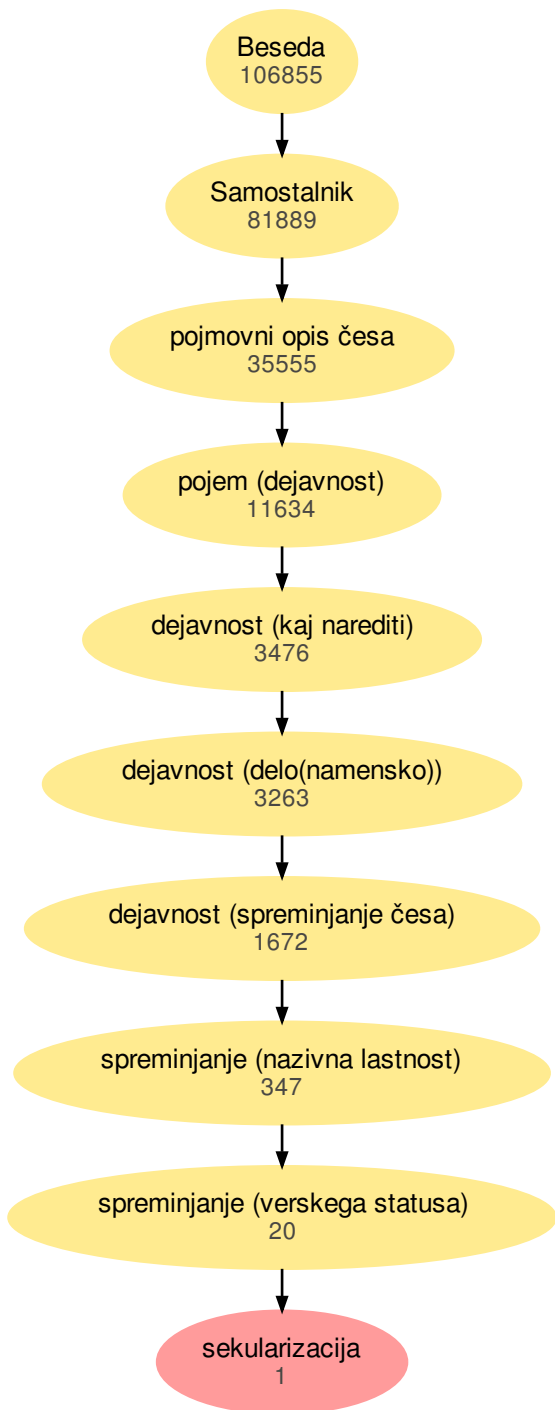 Beseda
106855
Samostalnik
81889
pojmovni opis česa
35555
pojem (dejavnost)
11634
dejavnost (kaj narediti)
3476
dejavnost (delo(namensko))
3263
dejavnost (spreminjanje česa)
1672
spreminjanje (nazivna lastnost)
347
spreminjanje (verskega statusa)
20
sekularizacija
1